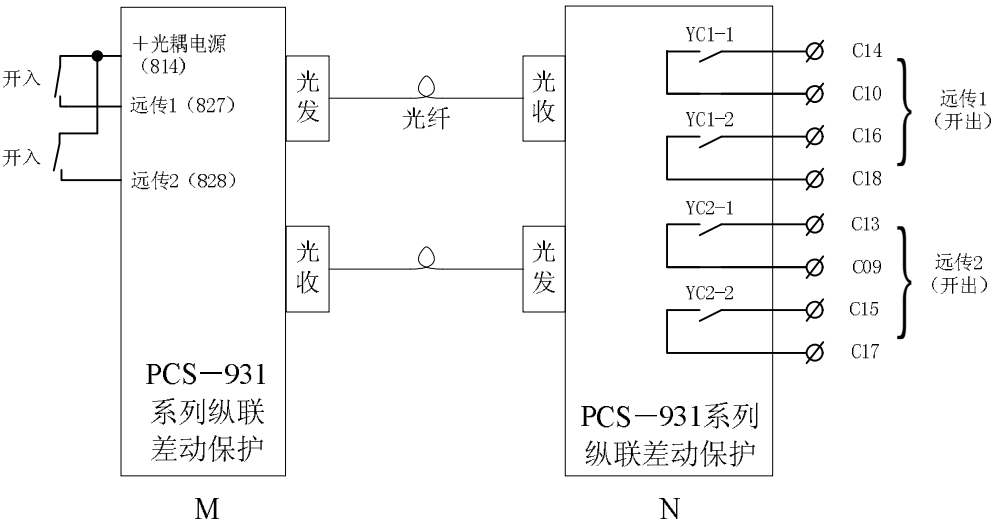 +光耦电源
(814)
开入
远传1(827)
开入
远传2(828)
光
发
光纤
光
收
光
收
光
发
YC1-1
C14
C10
YC1-2
C16
C18
远传1
(开出)
YC2-1
C13
C09
YC2-2
C15
C17
远传2
(开出)
PCS-931
系列纵联
差动保护
PCS-931系列
纵联差动保护
M
N